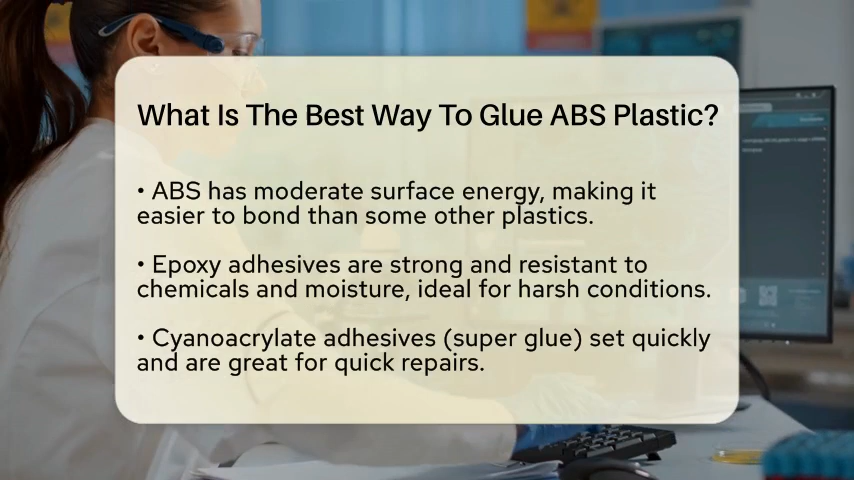 What Is The Best Way To Glue ABS Plastic?
• ABS has moderate surface energy, making it
easier to bond than some other plastics.
• Epoxy adhesives are strong and resistant to
chemicals and moisture, ideal for harsh conditions.
• Cyanoacrylate adhesives (super glue) set quickly
and are great for quick repairs.